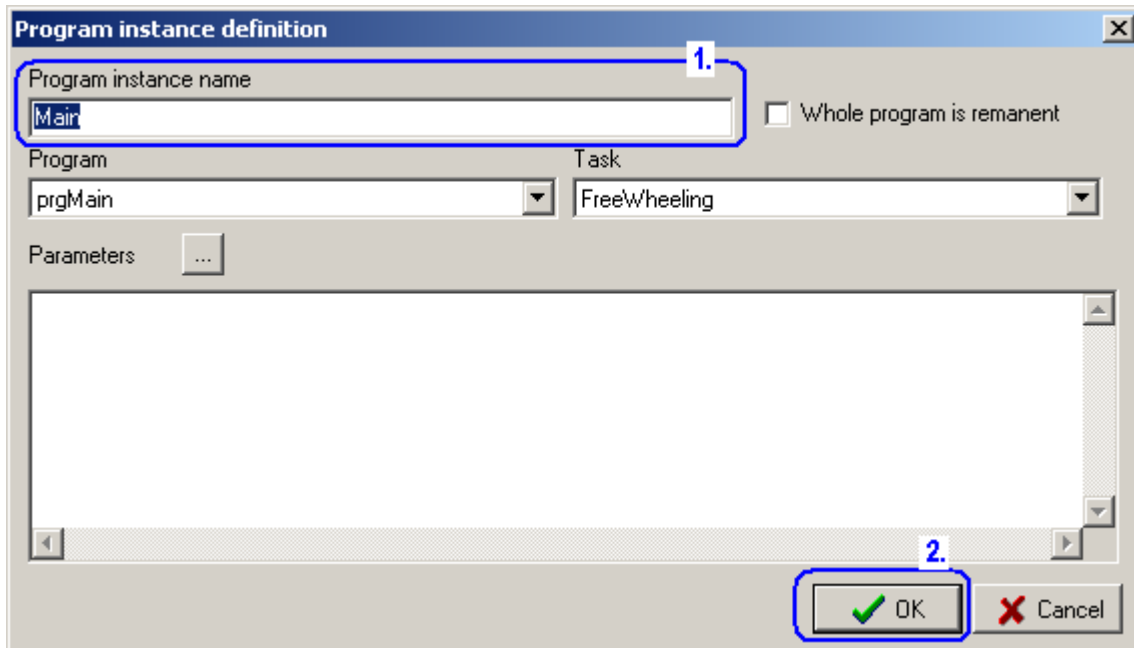 Program instance definition
1.
Program instance name
Main
Whole program is remanent
Program
Task
prgMain
FreeWheeling
Parameters
...
2.
OK
Cancel